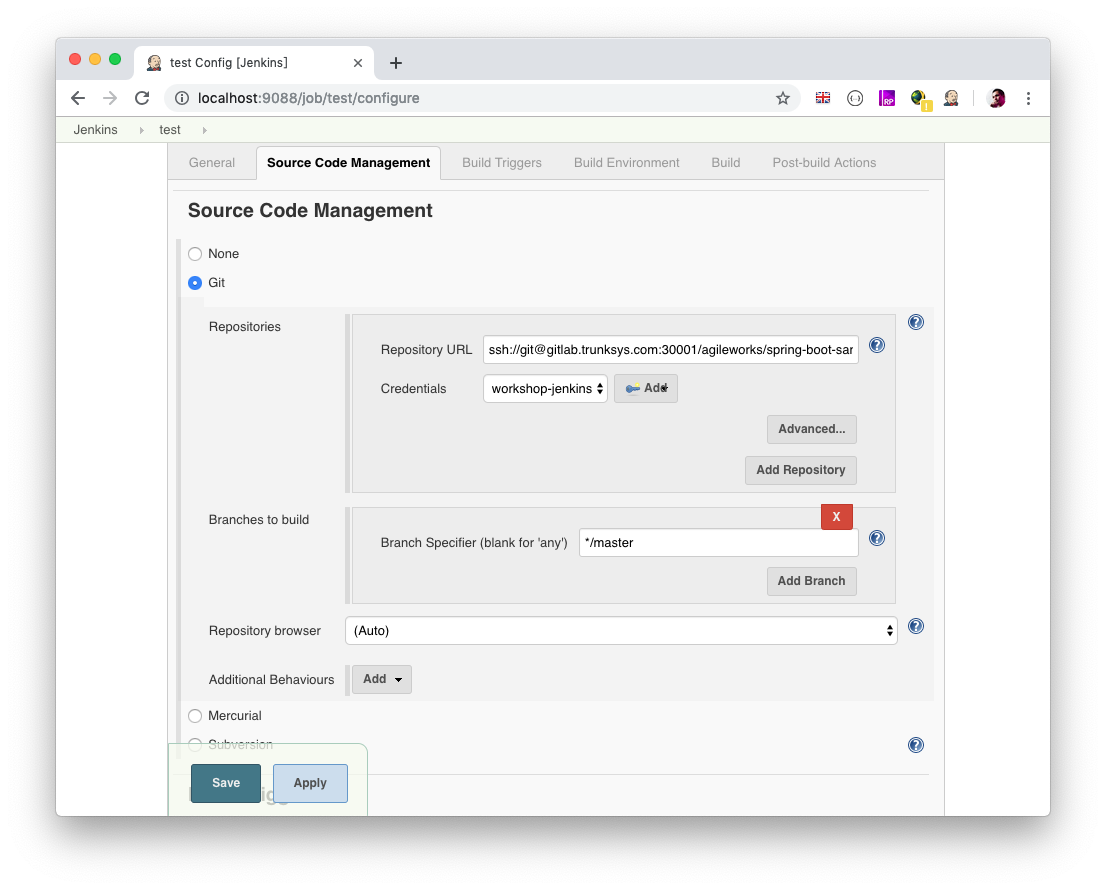 test Config [Jenkins]
localhost:9088/job/test/configure
RP
Jenkins test
General Source Code Management Build Triggers Build Environment Build Post-build Actions
Source Code Management
None
Git
Repositories
Repository URL ssh://git@gitlab.trunksys.com:30001/agileworks/spring-boot-sar
Credentials workshop-jenkins Add
Advanced...
Add Repository
Branches to build
X
Branch Specifier (blank for 'any') */master
Add Branch
Repository browser (Auto)
Additional Behaviours Add
Mercurial
Subversion
Save Apply